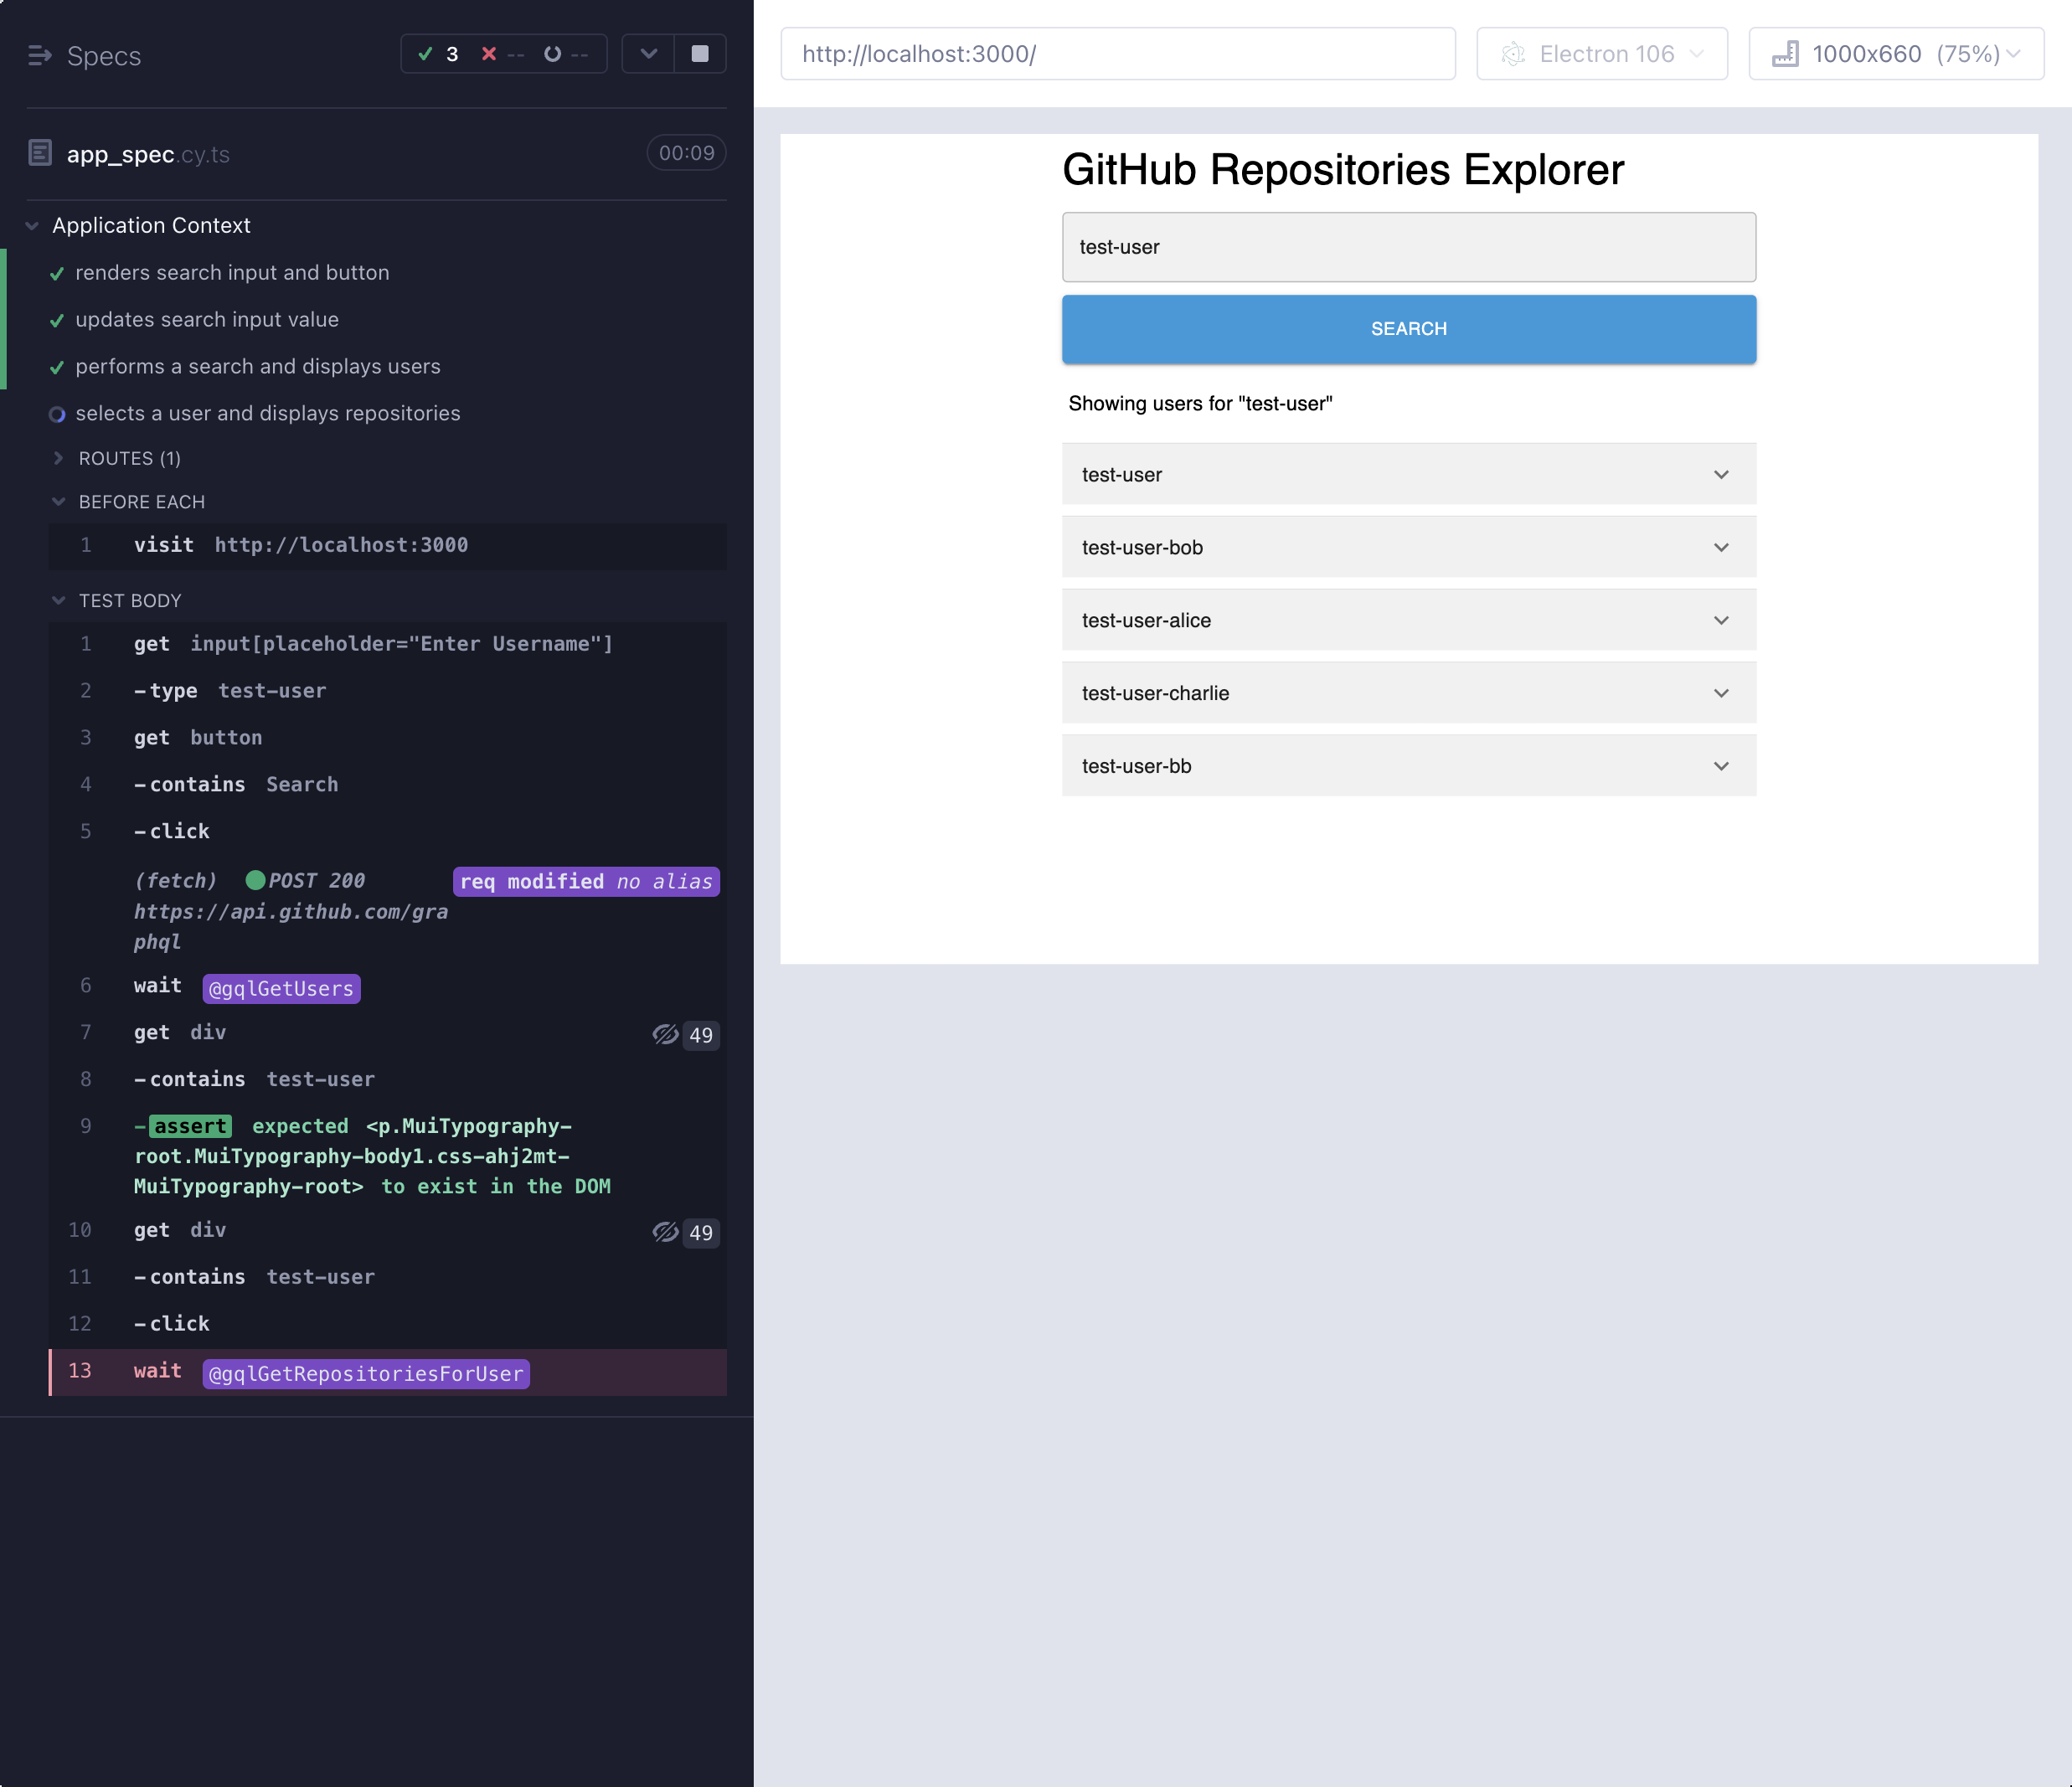 Specs
3 -- --
app_spec.cy.ts
00:09
Application Context
renders search input and button
updates search input value
performs a search and displays users
selects a user and displays repositories
ROUTES (1)
BEFORE EACH
1 visit http://localhost:3000
TEST BODY
1 get input[placeholder="Enter Username"]
2 -type test-user
3 get button
4 -contains Search
5 -click
(fetch) POST 200 req modified no alias
https://api.github.com/gra
phql
6 wait @gqlGetUsers
7 get div 49
8 -contains test-user
9 -assert expected <p.MuiTypography-
root.MuiTypography-body1.css-ahj2mt-
MuiTypography-root> to exist in the DOM
10 get div 49
11 -contains test-user
12 -click
13 wait @gqlGetRepositoriesForUser
http://localhost:3000/
Electron 106
1000x660 (75%)
GitHub Repositories Explorer
test-user
SEARCH
Showing users for "test-user"
test-user
test-user-bob
test-user-alice
test-user-charlie
test-user-bb